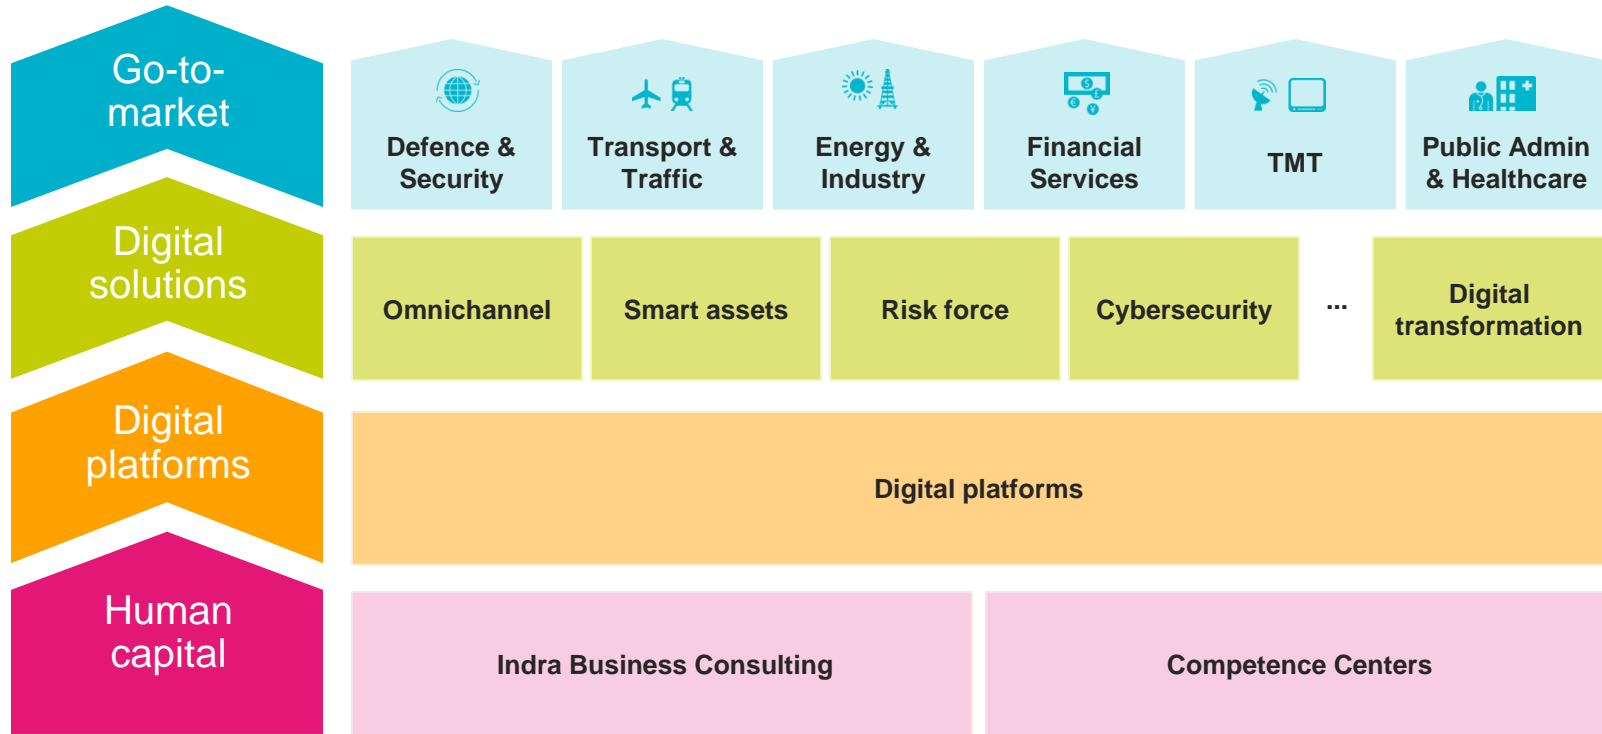 Go-to-
market
Defence &
Security
Transport &
Traffic
Energy &
Industry
Financial
Services
TMT
Public Admin
& Healthcare
Digital
solutions
Omnichannel
Smart assets
Risk force
Cybersecurity
...
Digital
transformation
Digital
platforms
Digital platforms
Human
capital
Indra Business Consulting
Competence Centers